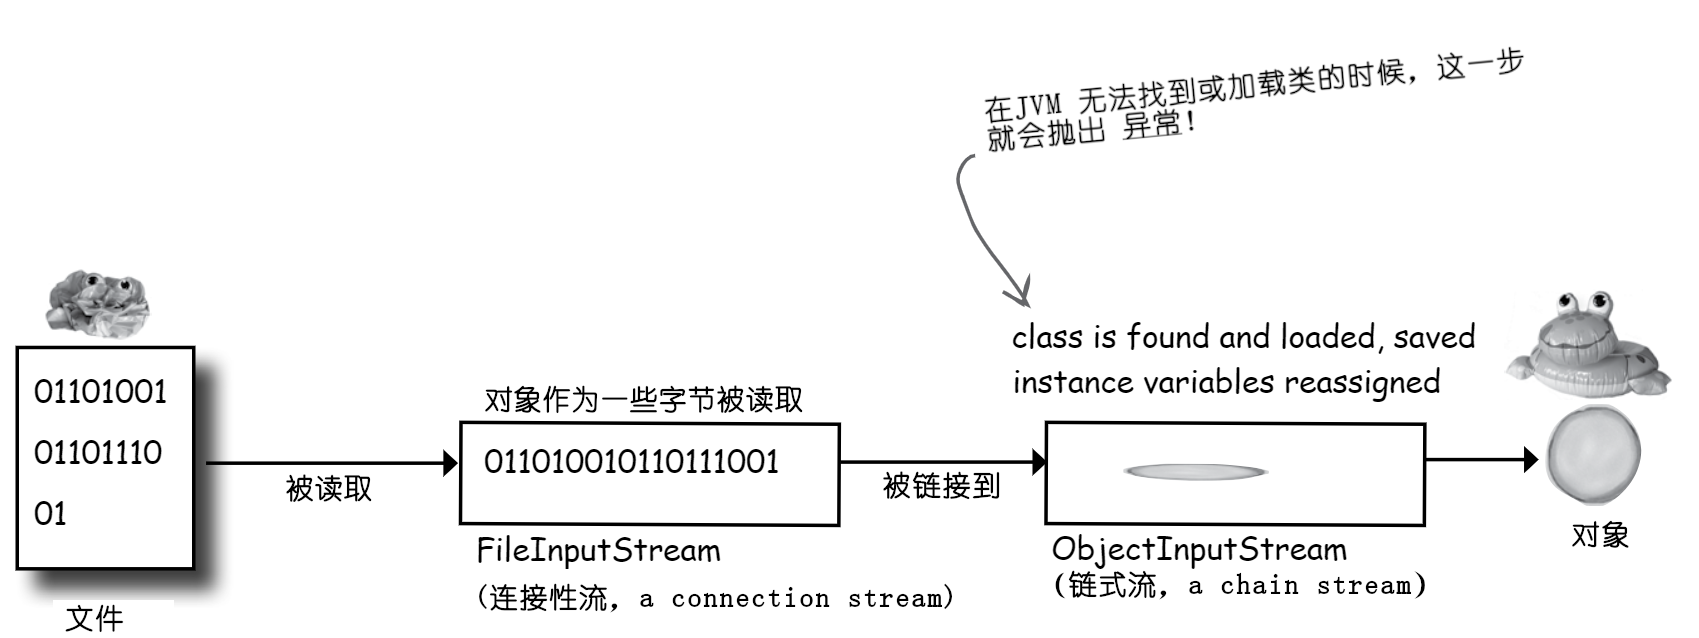 在JVM 无法找到或加载类的时候，这一步
就会抛出 异常！
class is found and loaded, saved
instance variables reassigned
01101001
01101110
01
文件
被读取
对象作为一些字节被读取
011010010110111001
FileInputStream
(连接性流，a connection stream)
被链接到
ObjectInputStream
(链式流，a chain stream)
对象